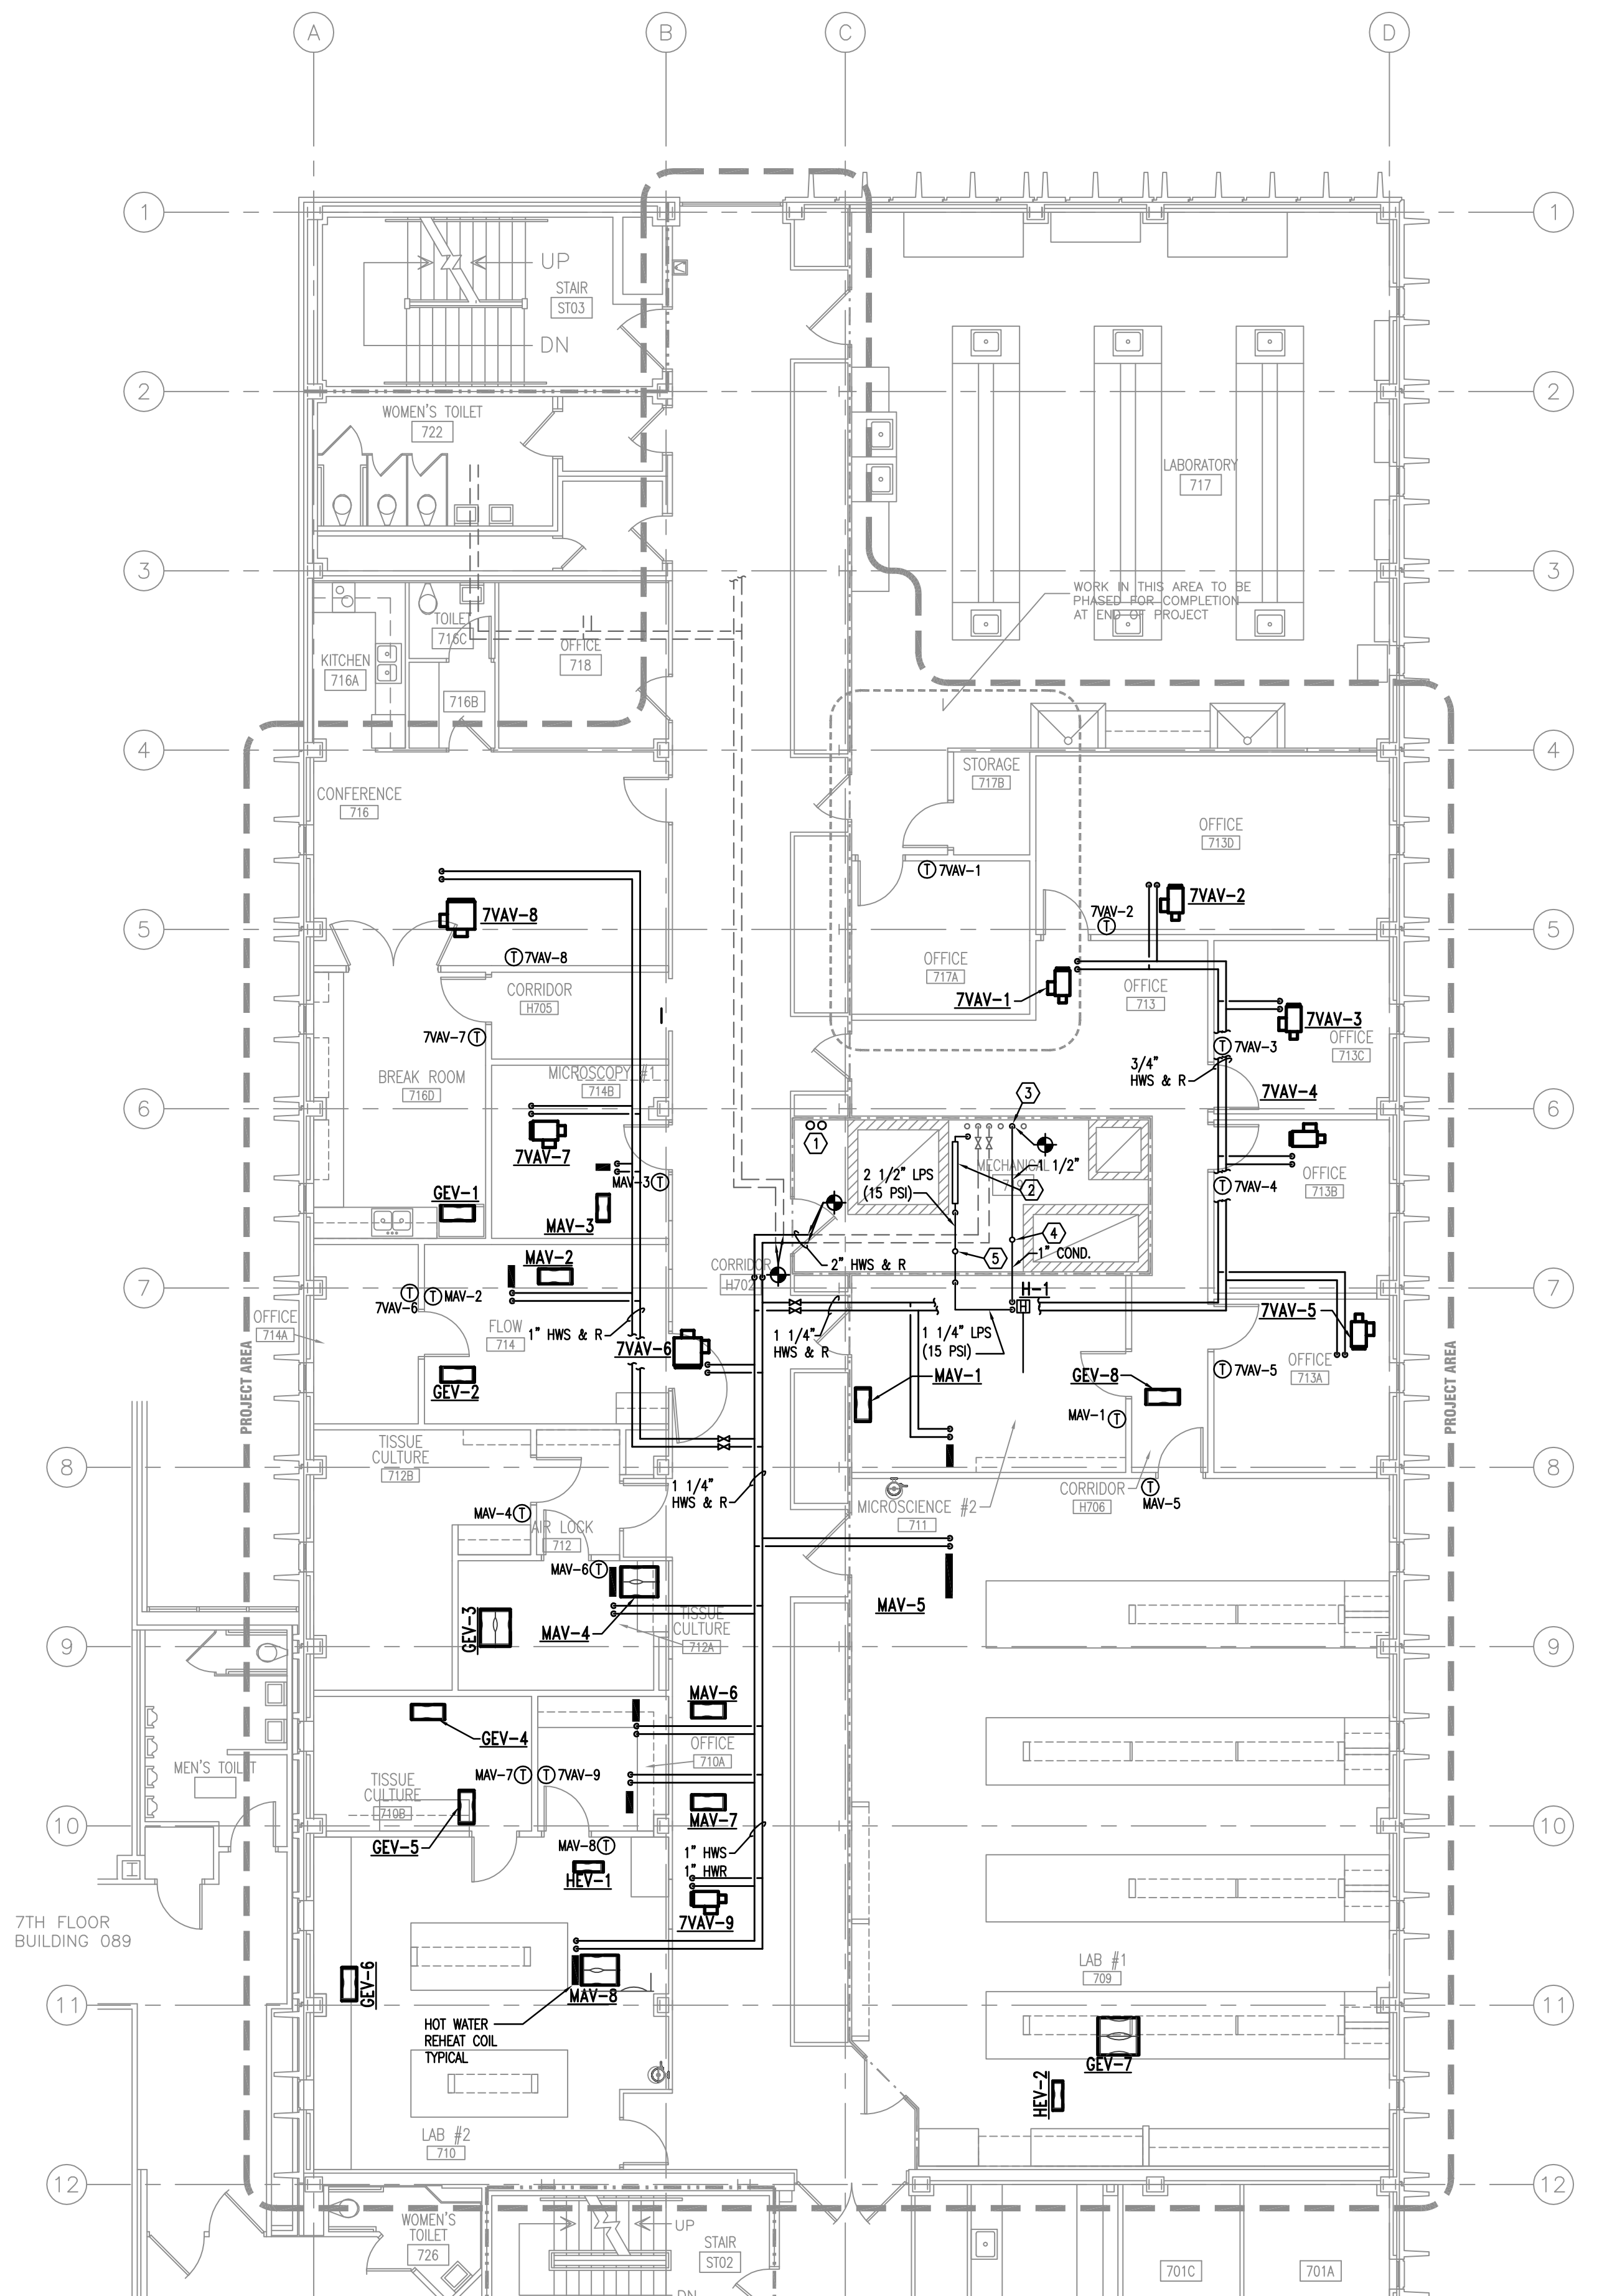 A
B
C
D
1
1
UP
STAIR
ST03
DN
2
2
WOMEN'S TOILET
722
LABORATORY
717
3
3
WORK IN THIS AREA TO BE
PHASED FOR COMPLETION
AT END OF PROJECT
TOILET
716C
OFFICE
718
KITCHEN
716A
716B
4
4
STORAGE
717B
CONFERENCE
716
OFFICE
713D
T 7VAV-1
7VAV-2
7VAV-8
7VAV-2
T
5
5
T 7VAV-8
OFFICE
717A
CORRIDOR
H705
OFFICE
713
7VAV-1
7VAV-3
OFFICE
713C
7VAV-7 T
T 7VAV-3
3/4"
HWS & R
BREAK ROOM
716D
MICROSCOPY #1
714B
7VAV-4
6
6
3
1
7VAV-7
MECHANICAL
1 1/2"
2 1/2" LPS
(15 PSI)
2
MAV-3 T
OFFICE
713B
T 7VAV-4
GEV-1
MAV-3
4
5
1" COND.
MAV-2
CORRIDOR
H702
2" HWS & R
7
7
H-1
H
T T MAV-2
7VAV-6
OFFICE
714A
FLOW
714
1" HWS & R
7VAV-6
1 1/4"
HWS & R
1 1/4" LPS
(15 PSI)
7VAV-5
OFFICE
713A
T 7VAV-5
GEV-2
MAV-1
GEV-8
MAV-1 T
PROJECT AREA
PROJECT AREA
TISSUE
CULTURE
712B
8
8
1 1/4"
HWS & R
MICROSCIENCE #2
711
CORRIDOR
H706
T
MAV-5
MAV-4 T
AIR LOCK
712
MAV-6 T
MAV-5
GEV-3
MAV-4
TISSUE
CULTURE
712A
9
9
MAV-6
GEV-4
OFFICE
710A
MEN'S TOILET
TISSUE
CULTURE
710B
MAV-7 T T 7VAV-9
MAV-7
10
10
GEV-5
MAV-8 T
HEV-1
1" HWS
1" HWR
7VAV-9
7TH FLOOR
BUILDING 089
LAB #1
709
GEV-6
MAV-8
11
11
HOT WATER
REHEAT COIL
TYPICAL
GEV-7
HEV-2
LAB #2
710
12
12
WOMEN'S
TOILET
726
UP
STAIR
ST02
DN
701C
701A